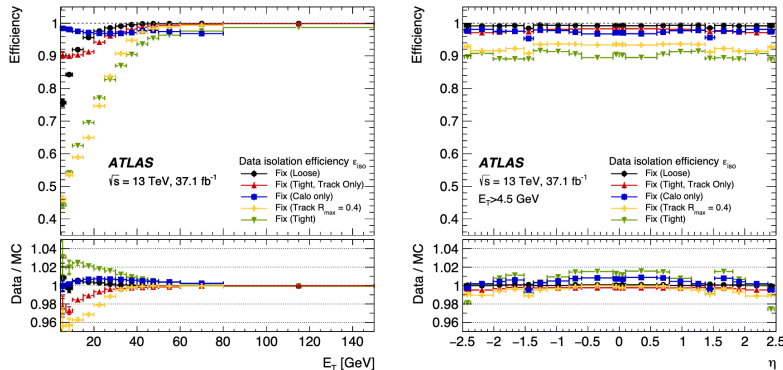 Efficiency
1
0.9
0.8
0.7
0.6
0.5
0.4
ATLAS
√s = 13 TeV, 37.1 fb⁻¹
Data isolation efficiency ε_iso
Fix (Loose)
Fix (Tight, Track Only)
Fix (Calo only)
Fix (Track R_max = 0.4)
Fix (Tight)
Data / MC
1.04
1.02
1
0.98
0.96
20 40 60 80 100 120 140
E_T [GeV]
Efficiency
1
0.9
0.8
0.7
0.6
0.5
0.4
ATLAS
√s = 13 TeV, 37.1 fb⁻¹
E_T>4.5 GeV
Data isolation efficiency ε_iso
Fix (Loose)
Fix (Tight, Track Only)
Fix (Calo only)
Fix (Track R_max = 0.4)
Fix (Tight)
Data / MC
1.04
1.02
1
0.98
0.96
−2.5 −2 −1.5 −1 −0.5 0 0.5 1 1.5 2 2.5
η